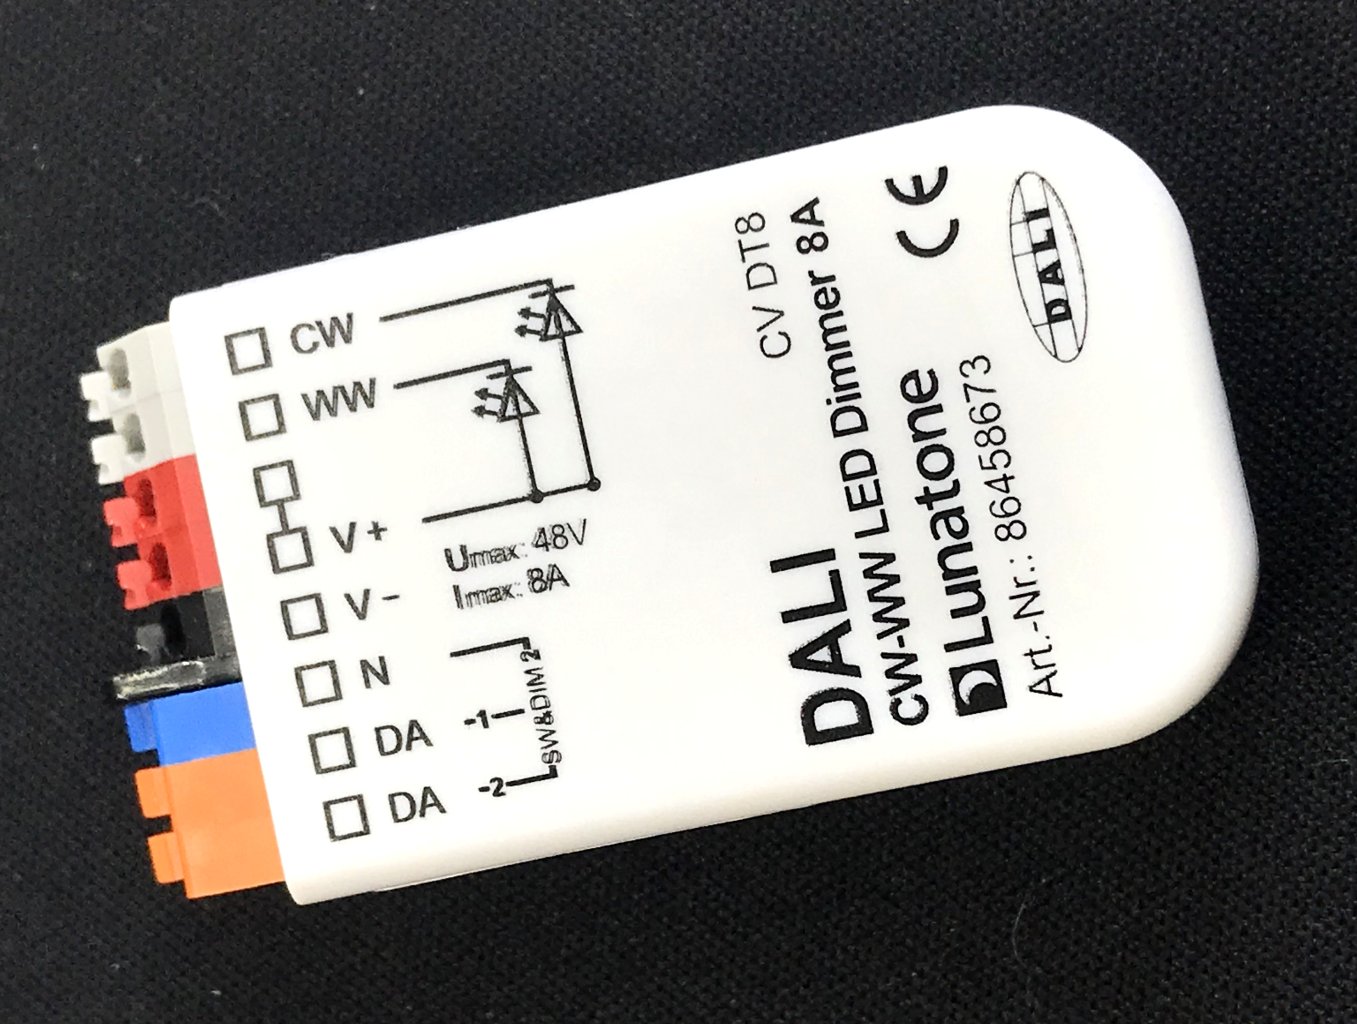 CW
WW
V+
V-
N
DA
DA
Umax: 48V
Imax: 8A
-1
-2
SW&DIM 2
CV DT8
DALI
CW-WW LED Dimmer 8A
Lunatone
CE
Art.-Nr.: 86458673
DALI